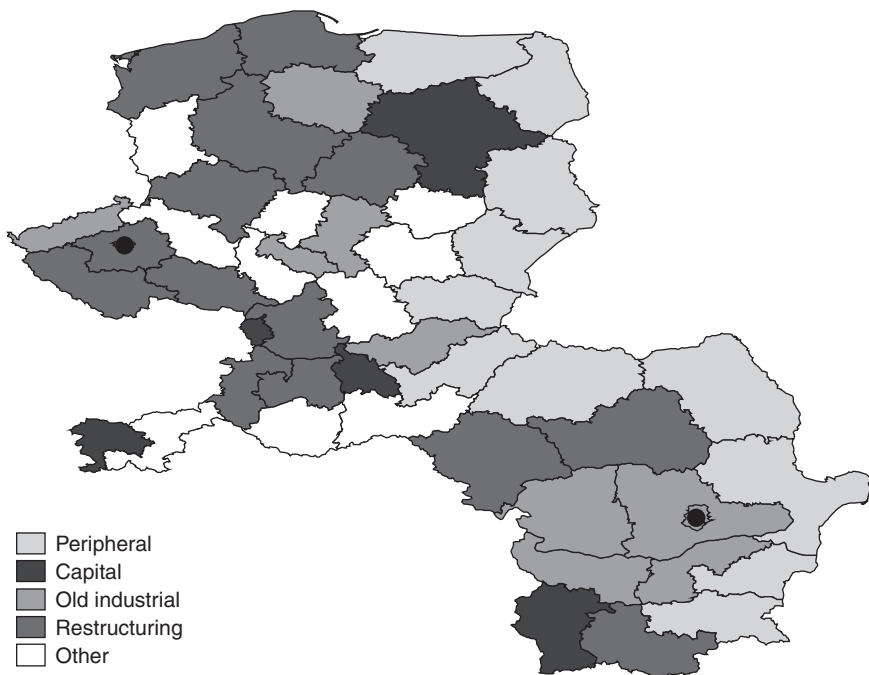 Peripheral
Capital
Old industrial
Restructuring
Other